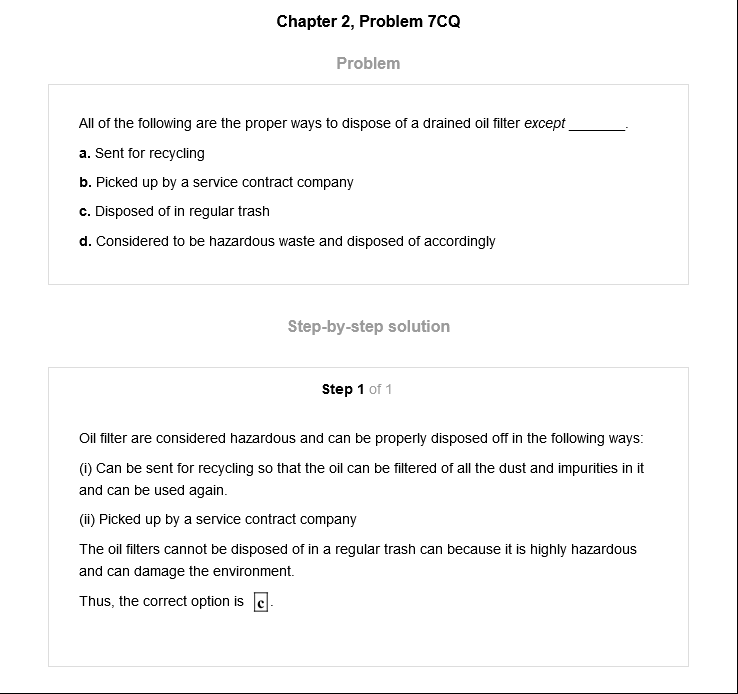 Chapter 2, Problem 7CQ
Problem
All of the following are the proper ways to dispose of a drained oil filter except _______.
a. Sent for recycling
b. Picked up by a service contract company
c. Disposed of in regular trash
d. Considered to be hazardous waste and disposed of accordingly
Step-by-step solution
Step 1 of 1
Oil filter are considered hazardous and can be properly disposed off in the following ways:
(i) Can be sent for recycling so that the oil can be filtered of all the dust and impurities in it
and can be used again.
(ii) Picked up by a service contract company
The oil filters cannot be disposed of in a regular trash can because it is highly hazardous
and can damage the environment.
Thus, the correct option is c.